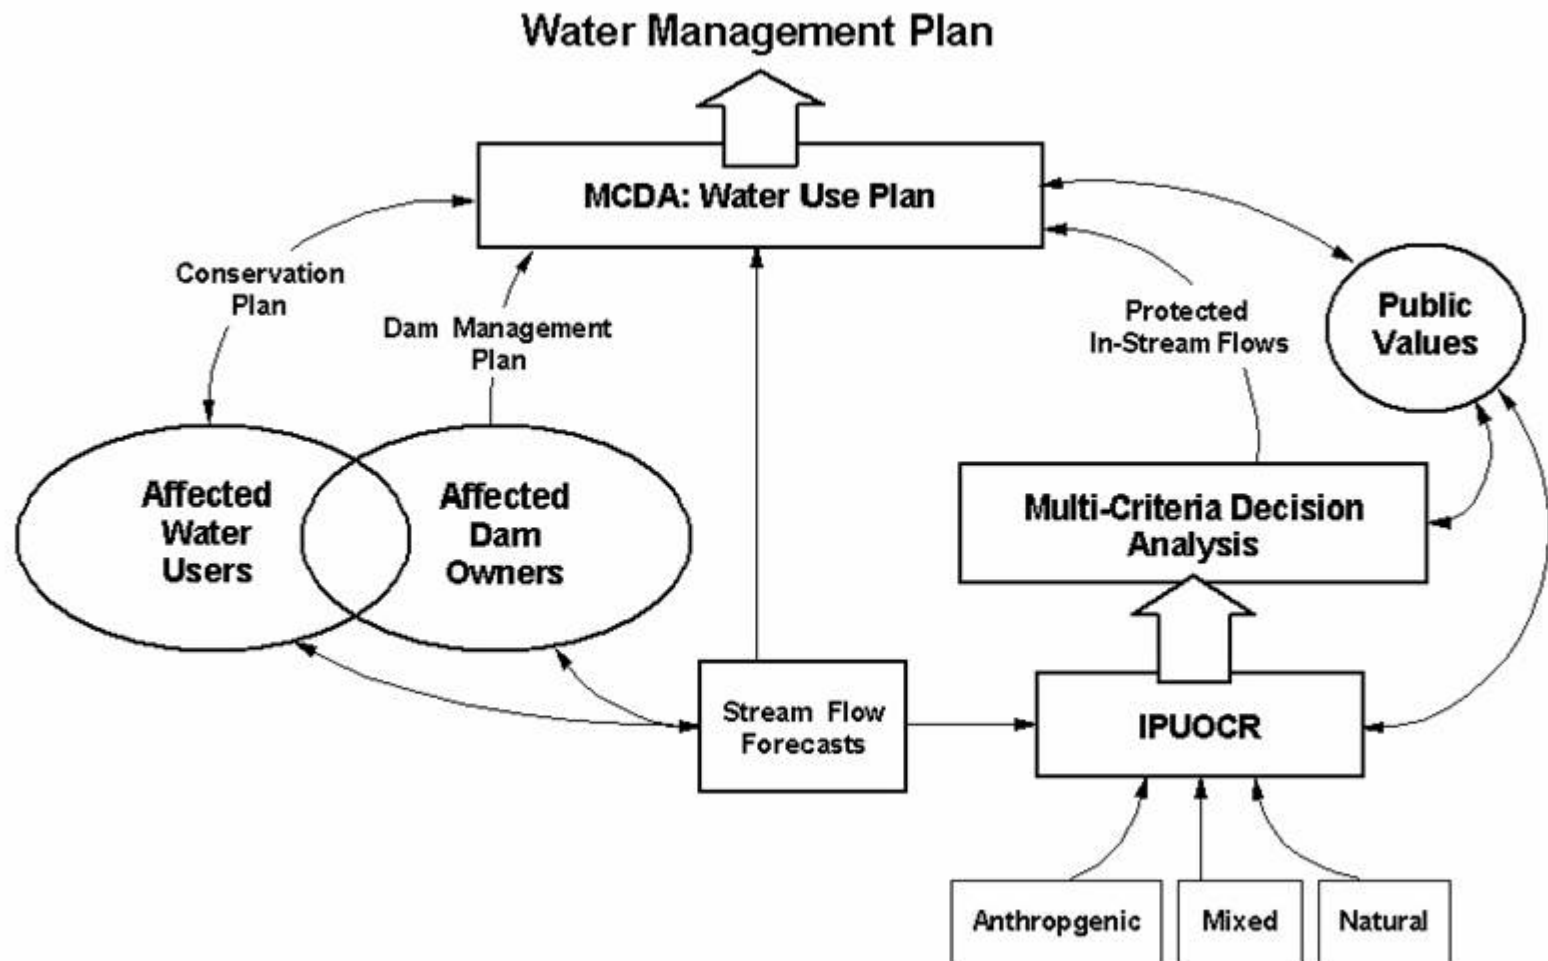 Water Management Plan
MCDA: Water Use Plan
Conservation
Plan
Dam Management
Plan
Protected
In-Stream Flows
Public
Values
Affected
Water
Users
Affected
Dam
Owners
Multi-Criteria Decision
Analysis
Stream Flow
Forecasts
IPUOCR
Anthropgenic
Mixed
Natural